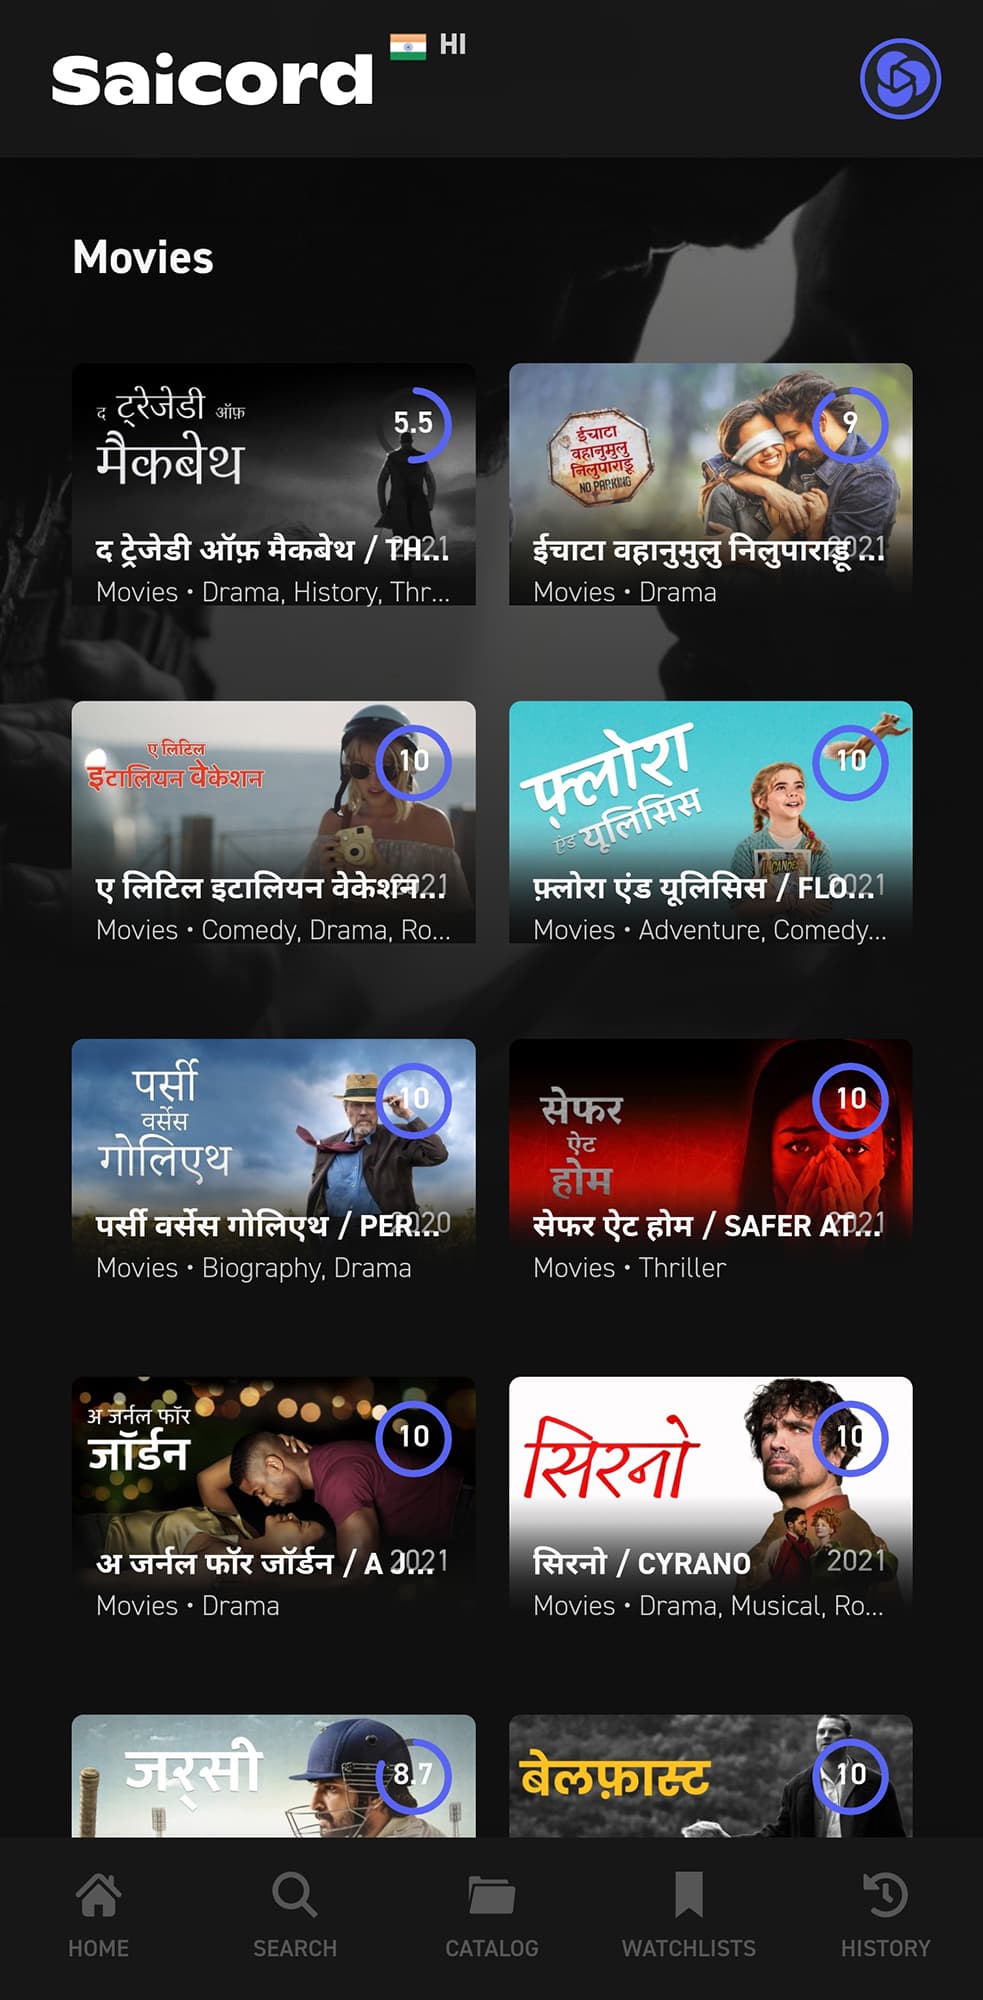 Saicord HI
Movies
द ट्रेजेडी ऑफ़
मैकबेथ
5.5
द ट्रेजेडी ऑफ़ मैकबेथ / TH... 2021
Movies • Drama, History, Thr...
ईचाटा
वहानुमुलु
निलुपाराडू
NO PARKING
9
ईचाटा वहानुमुलु निलुपाराडू ... 2021
Movies • Drama
ए लिटिल
इटालियन वेकेशन
10
ए लिटिल इटालियन वेकेशन... 2021
Movies • Comedy, Drama, Ro...
फ़्लोरा
एंड यूलिसिस
10
फ़्लोरा एंड यूलिसिस / FLO... 2021
Movies • Adventure, Comedy...
पर्सी
वर्सेस
गोलिएथ
10
पर्सी वर्सेस गोलिएथ / PER... 2020
Movies • Biography, Drama
सेफर
ऐट
होम
10
सेफर ऐट होम / SAFER AT... 2021
Movies • Thriller
अ जर्नल फॉर
जॉर्डन
10
अ जर्नल फॉर जॉर्डन / A J... 2021
Movies • Drama
सिरनो
10
सिरनो / CYRANO 2021
Movies • Drama, Musical, Ro...
जर्सी
8.7
बेलफ़ास्ट
10
HOME SEARCH CATALOG WATCHLISTS HISTORY